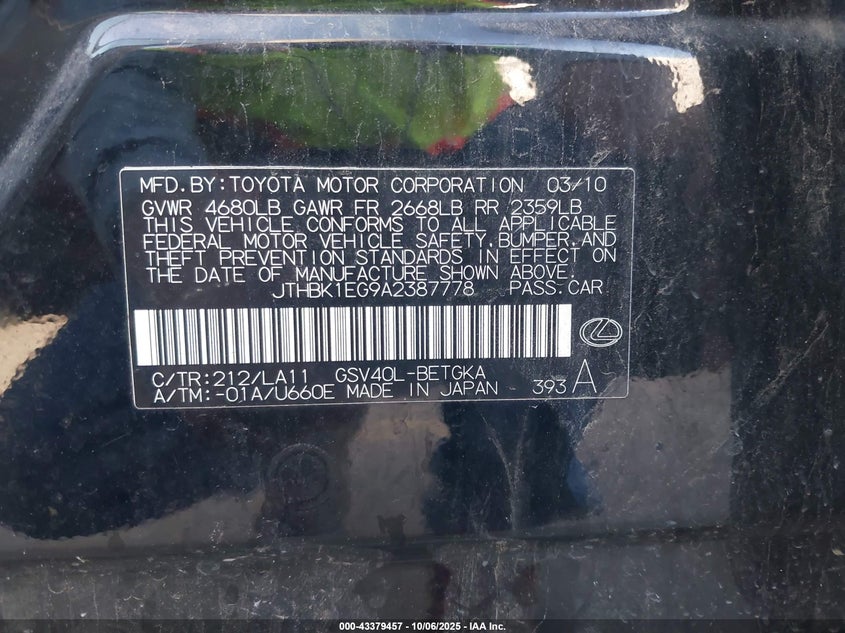 MFD.BY:TOYOTA MOTOR CORPORATION 03/10
GVWR 4680LB GAWR FR 2668LB RR 2359LB
THIS VEHICLE CONFORMS TO ALL APPLICABLE
FEDERAL MOTOR VEHICLE SAFETY,BUMPER,AND
THEFT PREVENTION STANDARDS IN EFFECT ON
THE DATE OF MANUFACTURE SHOWN ABOVE.
JTHBK1EG9A2387778 PASS.CAR
C/TR:212/LA11 GSV40L-BETGKA
A/TM:-01A/U660E MADE IN JAPAN 393 A
000-43379457 - 10/06/2025 - IAA Inc.